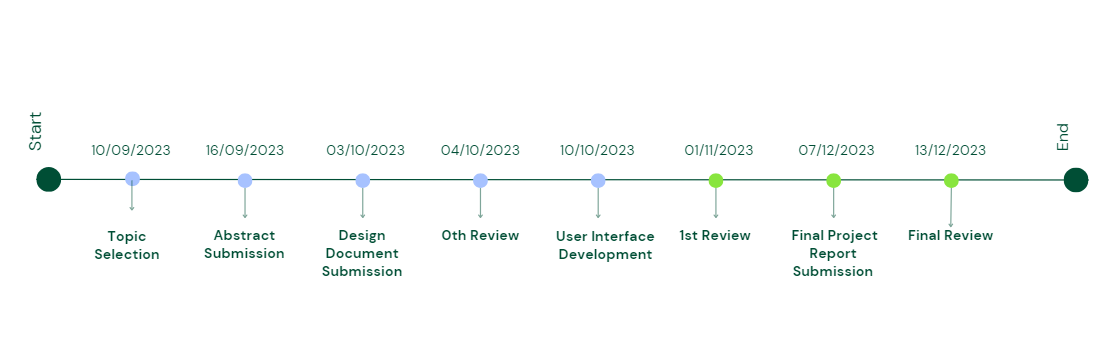 Start
End
10/09/2023
16/09/2023
03/10/2023
04/10/2023
10/10/2023
01/11/2023
07/12/2023
13/12/2023
Topic
Selection
Abstract
Submission
Design
Document
Submission
0th Review
User Interface
Development
1st Review
Final Project
Report
Submission
Final Review